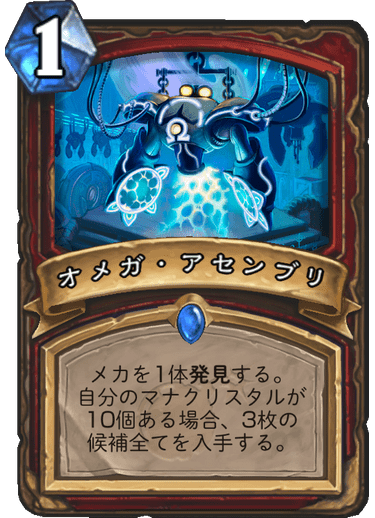 1
Ω
オメガ・アセンブリ
メカを1体発見する。
自分のマナクリスタルが
10個ある場合、3枚の
候補全てを入手する。